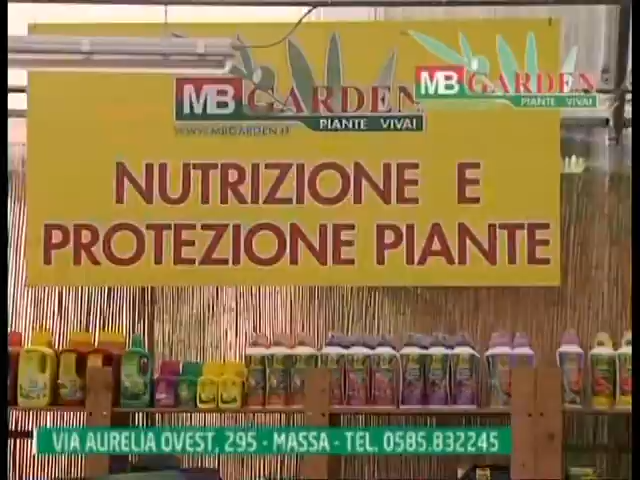 MB GARDEN
PIANTE VIVAI
WWW.MBGARDEN.IT
MB GARDEN
PIANTE VIVAI
NUTRIZIONE E
PROTEZIONE PIANTE
VIA AURELIA OVEST, 295 - MASSA - TEL. 0585.832245